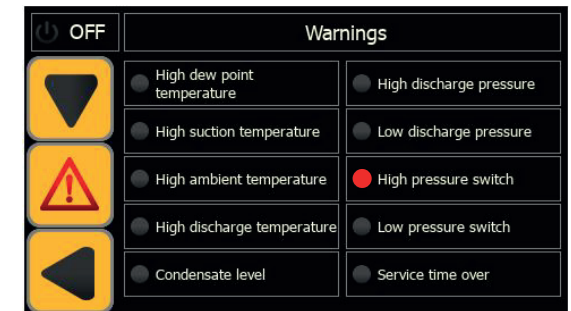 OFF
Warnings
High dew point
temperature
High discharge pressure
High suction temperature
Low discharge pressure
High ambient temperature
High pressure switch
High discharge temperature
Low pressure switch
Condensate level
Service time over